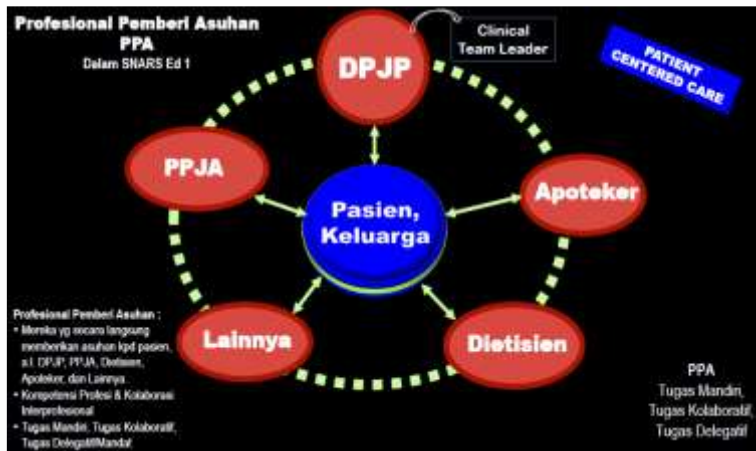 Profesional Pemberi Asuhan
PPA
Dalam SNARS Ed 1
Clinical
Team Leader
PATIENT
CENTERED CARE
DPJP
PPJA
Apoteker
Pasien,
Keluarga
Lainnya
Dietisien
Profesional Pemberi Asuhan :
• Mereka yg secara langsung
memberikan asuhan kpd pasien,
a.l. DPJP, PPJA, Dietisien,
Apoteker, dan Lainnya.
• Kompetensi Profesi & Kolaborasi
Interprofesional
• Tugas Mandiri, Tugas Kolaboratif,
Tugas Delegatif/Mandat
PPA
Tugas Mandiri,
Tugas Kolaboratif,
Tugas Delegatif